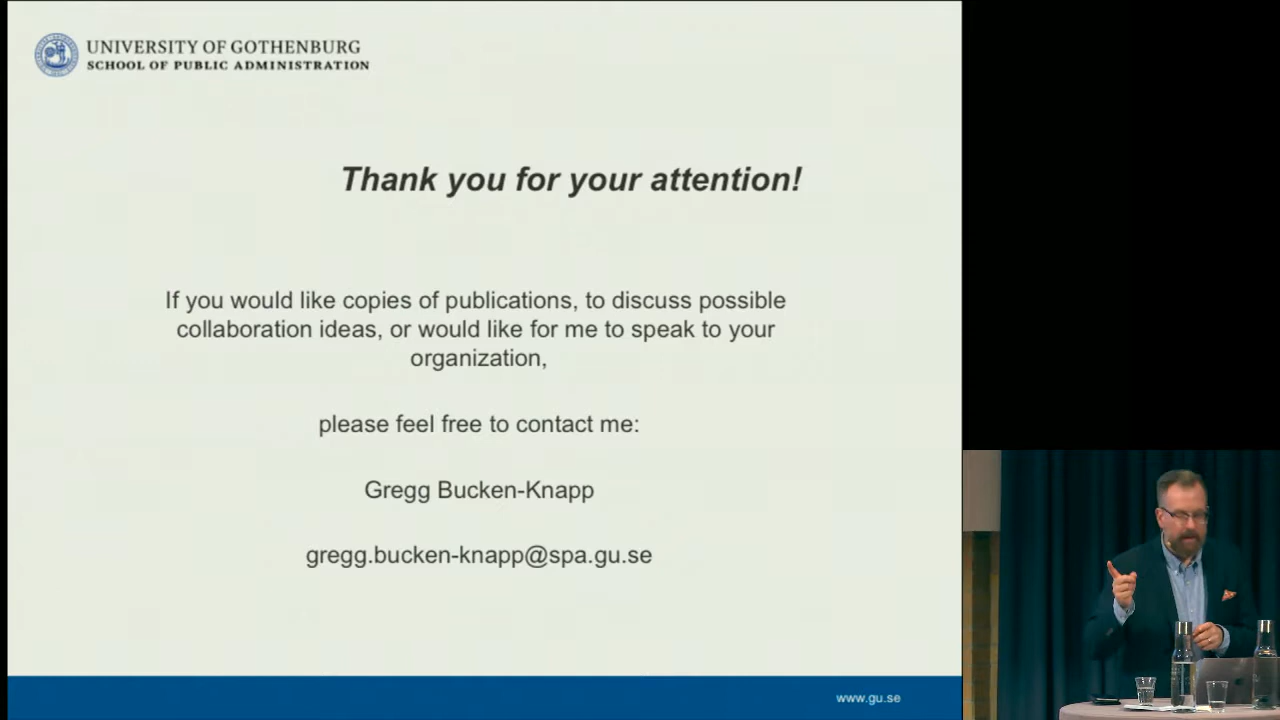 UNIVERSITY OF GOTHENBURG
SCHOOL OF PUBLIC ADMINISTRATION
Thank you for your attention!
If you would like copies of publications, to discuss possible
collaboration ideas, or would like for me to speak to your
organization,
please feel free to contact me:
Gregg Bucken-Knapp
gregg.bucken-knapp@spa.gu.se
www.gu.se